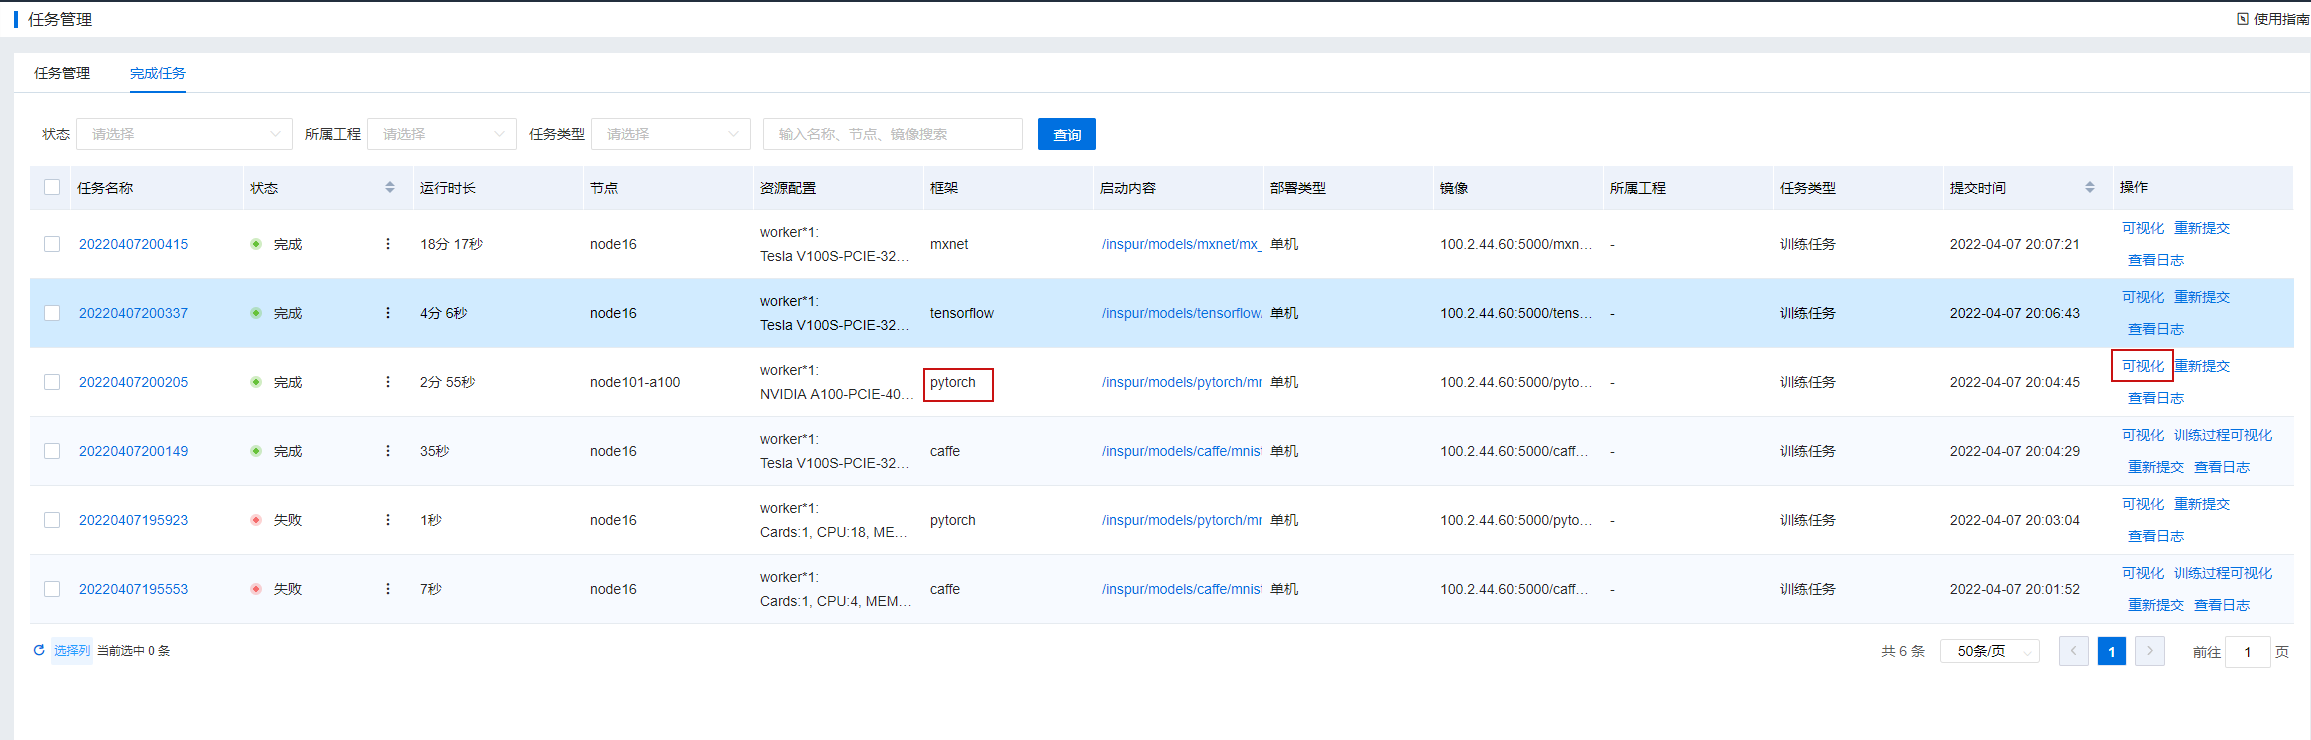 任务管理
使用指南
任务管理 完成任务
状态 请选择 所属工程 请选择 任务类型 请选择 输入名称、节点、镜像搜索 查询
任务名称 状态 运行时长 节点 资源配置 框架 启动内容 部署类型 镜像 所属工程 任务类型 提交时间 操作
20220407200415 完成 18分 17秒 node16 worker*1: Tesla V100S-PCIE-32... mxnet /inspur/models/mxnet/mx_ 单机 100.2.44.60:5000/mxn... - 训练任务 2022-04-07 20:07:21 可视化 重新提交
查看日志
20220407200337 完成 4分 6秒 node16 worker*1: Tesla V100S-PCIE-32... tensorflow /inspur/models/tensorflow 单机 100.2.44.60:5000/tens... - 训练任务 2022-04-07 20:06:43 可视化 重新提交
查看日志
20220407200205 完成 2分 55秒 node101-a100 worker*1: NVIDIA A100-PCIE-40... pytorch /inspur/models/pytorch/mr 单机 100.2.44.60:5000/pyto... - 训练任务 2022-04-07 20:04:45 可视化 重新提交
查看日志
20220407200149 完成 35秒 node16 worker*1: Tesla V100S-PCIE-32... caffe /inspur/models/caffe/mnis 单机 100.2.44.60:5000/caff... - 训练任务 2022-04-07 20:04:29 可视化 训练过程可视化
重新提交 查看日志
20220407195923 失败 1秒 node16 worker*1: Cards:1, CPU:18, ME... pytorch /inspur/models/pytorch/mr 单机 100.2.44.60:5000/pyto... - 训练任务 2022-04-07 20:03:04 可视化 重新提交
查看日志
20220407195553 失败 7秒 node16 worker*1: Cards:1, CPU:4, MEM... caffe /inspur/models/caffe/mnis 单机 100.2.44.60:5000/caff... - 训练任务 2022-04-07 20:01:52 可视化 训练过程可视化
重新提交 查看日志
选择列 当前选中 0 条 共 6 条 50条/页 1 前往 1 页